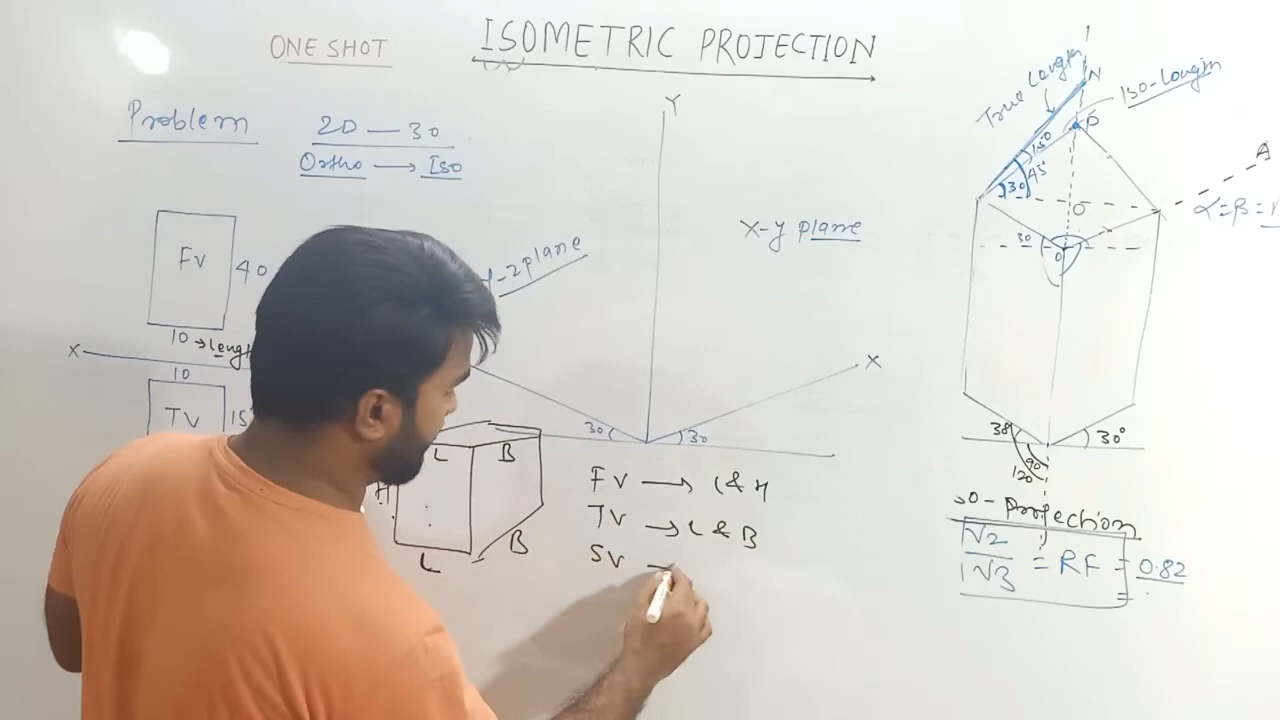 ONE SHOT
ISOMETRIC PROJECTION
Problem
2D — 3D
Ortho → Iso
FV
40
10 → Leng
X
10
TV
15
Y
X-Y plane
-Z plane
X
30
30
L
B
H
L
B
FV → L & H
TV → L & B
SV →
True Length
N
Iso-Length
P
15°
45°
30
O
A
α=β=
30
O
30
30°
90
120
O-Projection
√2
√3
= RF = 0.82